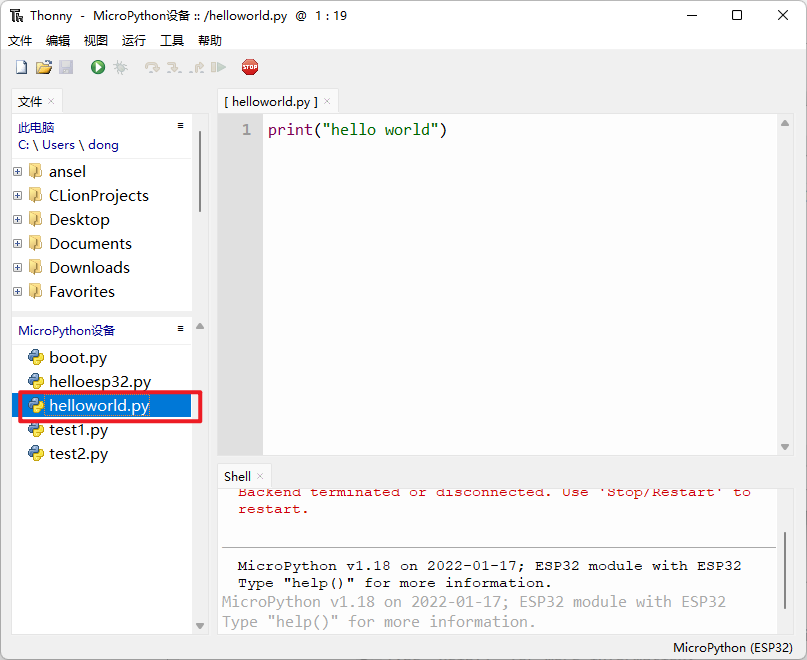 Thonny - MicroPython设备 :: /helloworld.py @ 1 : 19
文件 编辑 视图 运行 工具 帮助
STOP
文件
此电脑
C: \ Users \ dong
ansel
CLionProjects
Desktop
Documents
Downloads
Favorites
MicroPython设备
boot.py
helloesp32.py
helloworld.py
test1.py
test2.py
[ helloworld.py ]
1 print("hello world")
Shell
Backend terminated or disconnected. Use 'Stop/Restart' to
restart.
MicroPython v1.18 on 2022-01-17; ESP32 module with ESP32
Type "help()" for more information.
MicroPython v1.18 on 2022-01-17; ESP32 module with ESP32
Type "help()" for more information.
MicroPython (ESP32)